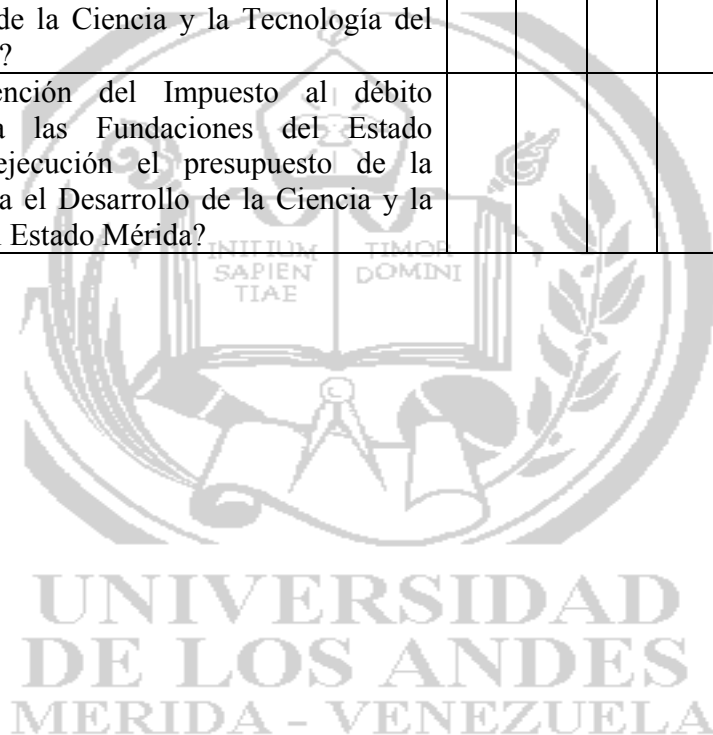 de la Ciencia y la Tecnología del
?
ención del Impuesto al débito
a las Fundaciones del Estado
ejecución el presupuesto de la
a el Desarrollo de la Ciencia y la
Estado Mérida?
INITIUM
SAPIEN
TIAE
TIMOR
DOMINI
UNIVERSIDAD
DE LOS ANDES
MERIDA - VENEZUELA